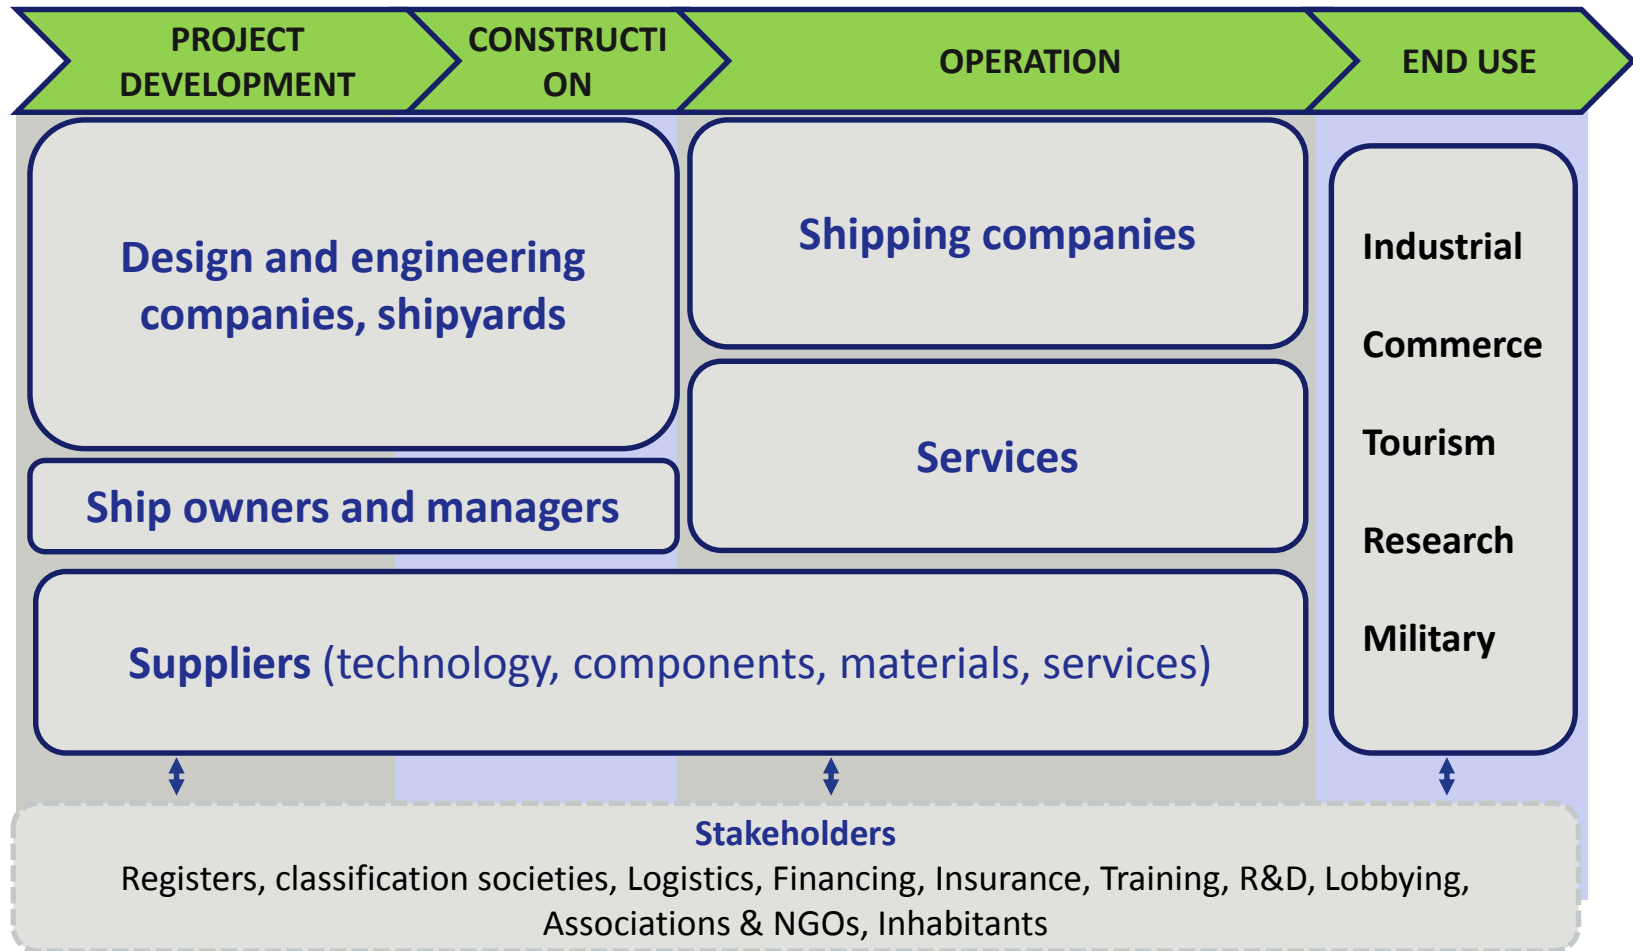 PROJECT
DEVELOPMENT
CONSTRUCTI
ON
OPERATION
END USE
Design and engineering
companies, shipyards
Ship owners and managers
Shipping companies
Services
Suppliers (technology, components, materials, services)
Industrial
Commerce
Tourism
Research
Military
Stakeholders
Registers, classification societies, Logistics, Financing, Insurance, Training, R&D, Lobbying,
Associations & NGOs, Inhabitants